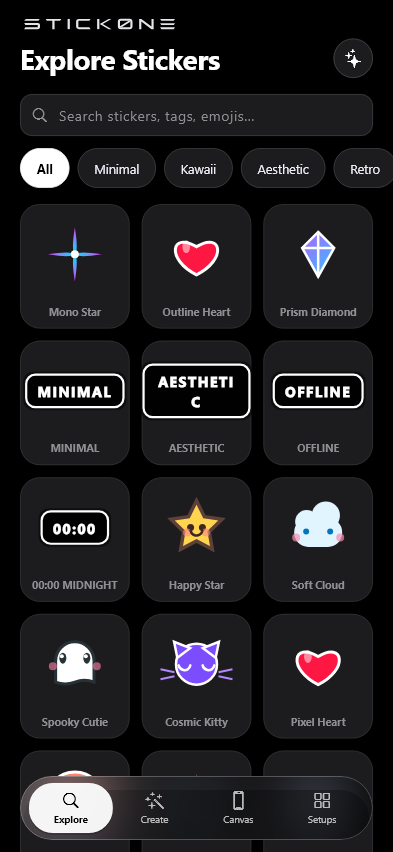 STICKONE
Explore Stickers
Search stickers, tags, emojis...
All Minimal Kawaii Aesthetic Retro
Mono Star Outline Heart Prism Diamond
MINIMAL AESTHETI OFFLINE
C
MINIMAL AESTHETIC OFFLINE
00:00
00:00 MIDNIGHT Happy Star Soft Cloud
Spooky Cutie Cosmic Kitty Pixel Heart
Explore Create Canvas Setups